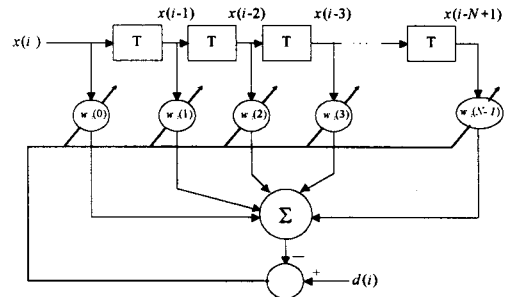 x(i-1) x(i-2) x(i-3) x(i-N+1)
x(i ) T T T ... T
w i(0) w i(1) w i(2) w i(3) w i(N-1)
Σ
−
+ d(i)